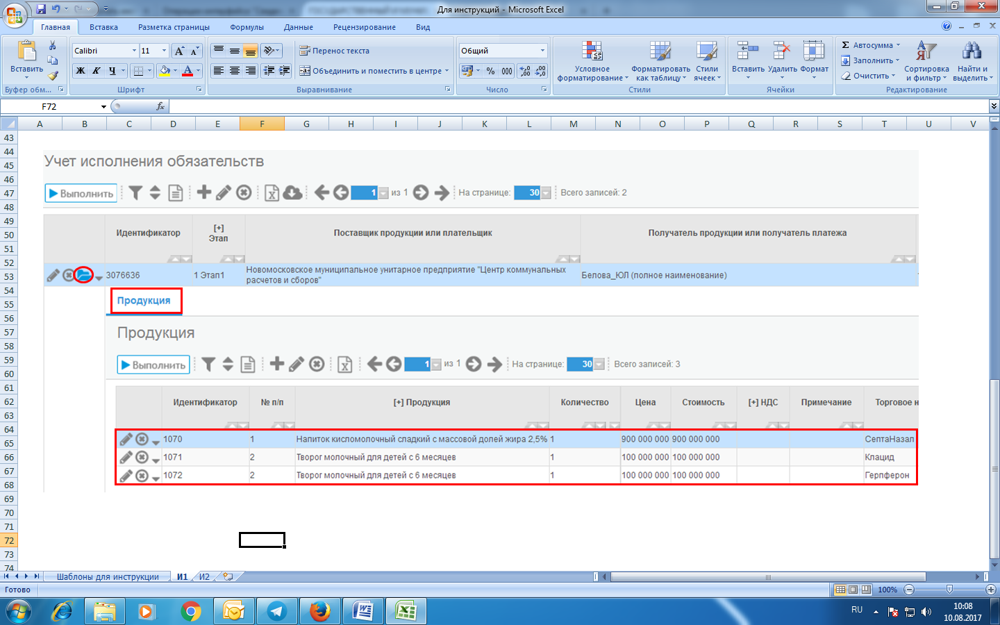 Для инструкций - Microsoft Excel
Главная Вставка Разметка страницы Формулы Данные Рецензирование Вид
Вставить
Буфер обм...
Calibri 11
Ж К Ч
Шрифт
Перенос текста
Объединить и поместить в центре
Выравнивание
Общий
% 000
Число
Условное форматирование
Форматировать как таблицу
Стили ячеек
Стили
Вставить Удалить Формат
Ячейки
Σ Автосумма
Заполнить
Очистить
Сортировка и фильтр
Найти и выделить
Редактирование
F72 fx
A B C D E F G H I J K L M N O P Q R S T U V
43
44
45
46
47
48
49
50
51
52
53
54
55
56
57
58
59
60
61
62
63
64
65
66
67
68
69
70
71
72
73
74
Учет исполнения обязательств
Выполнить 1 из 1 На странице: 30 Всего записей: 2
Идентификатор [+] Этап Поставщик продукции или плательщик Получатель продукции или получатель платежа
3076636 1 Этап1 Новомосковское муниципальное унитарное предприятие "Центр коммунальных расчетов и сборов" Белова_ЮЛ (полное наименование)
Продукция
Продукция
Выполнить 1 из 1 На странице: 30 Всего записей: 3
Идентификатор № п/п [+] Продукция Количество Цена Стоимость [+] НДС Примечание Торговое н
1070 1 Напиток кисломолочный сладкий с массовой долей жира 2,5% 1 900 000 000 900 000 000 СептаНазал
1071 2 Творог молочный для детей с 6 месяцев 1 100 000 000 100 000 000 Клацид
1072 2 Творог молочный для детей с 6 месяцев 1 100 000 000 100 000 000 Герпферон
Шаблоны для инструкции И1 И2
Готово 100%
RU 10:08
10.08.2017